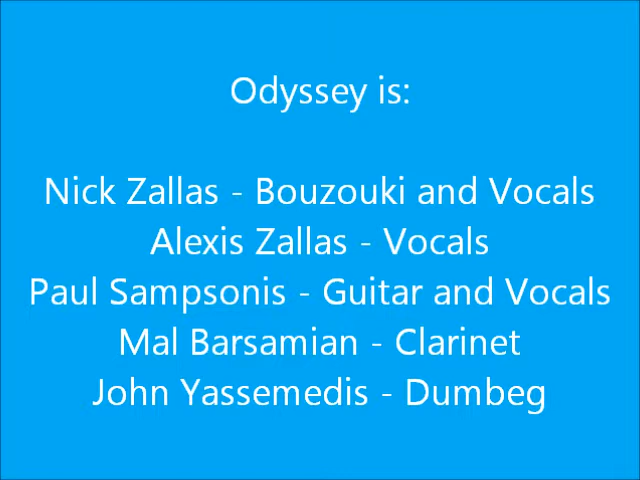 Odyssey is:
Nick Zallas - Bouzouki and Vocals
Alexis Zallas - Vocals
Paul Sampsonis - Guitar and Vocals
Mal Barsamian - Clarinet
John Yassemedis - Dumbeg